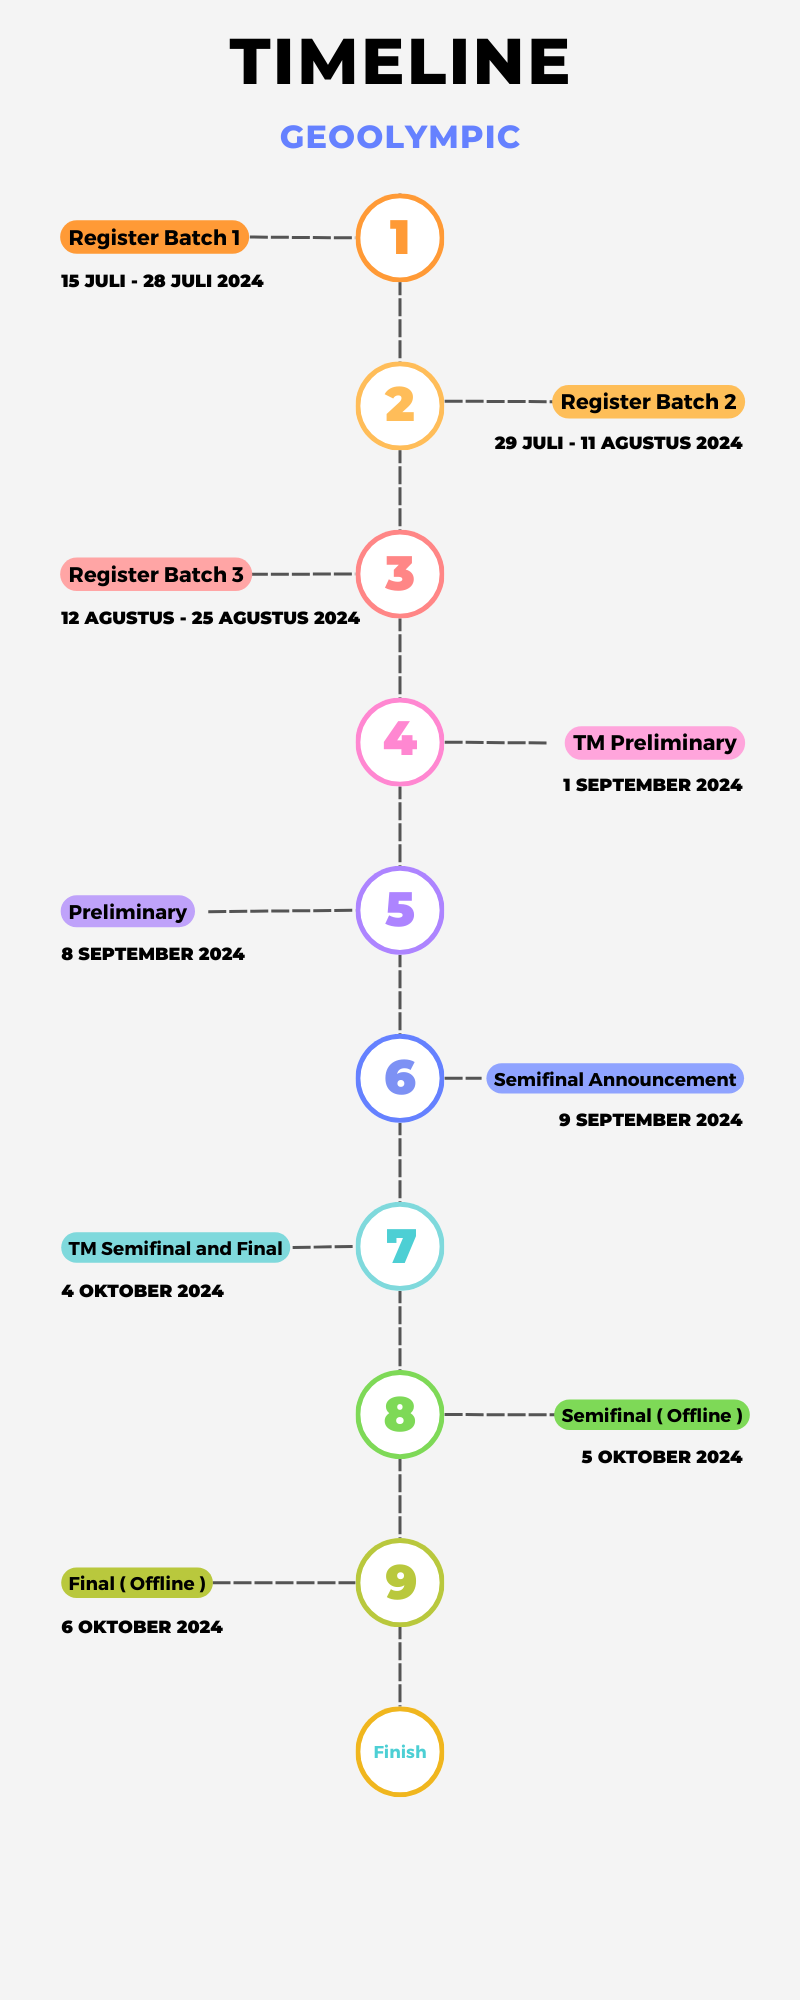 TIMELINE
GEOOLYMPIC
1
Register Batch 1
15 JULI - 28 JULI 2024
2
Register Batch 2
29 JULI - 11 AGUSTUS 2024
3
Register Batch 3
12 AGUSTUS - 25 AGUSTUS 2024
4
TM Preliminary
1 SEPTEMBER 2024
5
Preliminary
8 SEPTEMBER 2024
6
Semifinal Announcement
9 SEPTEMBER 2024
7
TM Semifinal and Final
4 OKTOBER 2024
8
Semifinal ( Offline )
5 OKTOBER 2024
9
Final ( Offline )
6 OKTOBER 2024
Finish